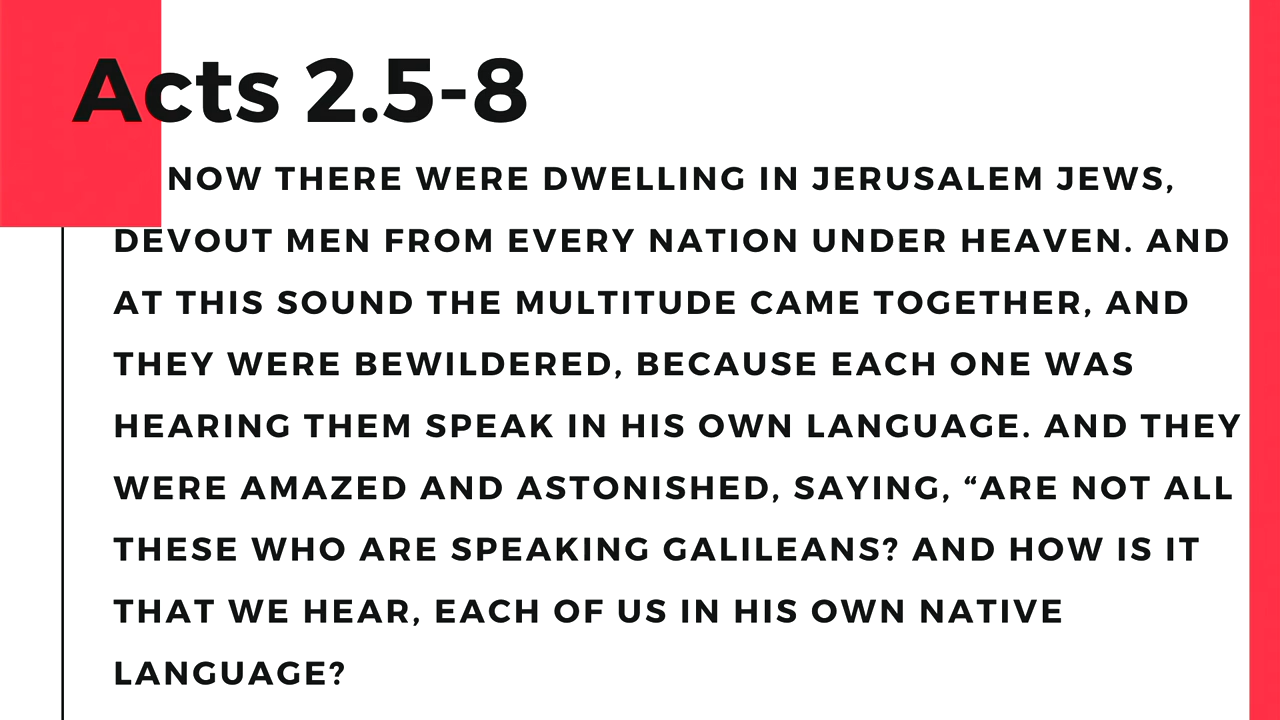 Acts 2.5-8
NOW THERE WERE DWELLING IN JERUSALEM JEWS,
DEVOUT MEN FROM EVERY NATION UNDER HEAVEN. AND
AT THIS SOUND THE MULTITUDE CAME TOGETHER, AND
THEY WERE BEWILDERED, BECAUSE EACH ONE WAS
HEARING THEM SPEAK IN HIS OWN LANGUAGE. AND THEY
WERE AMAZED AND ASTONISHED, SAYING, “ARE NOT ALL
THESE WHO ARE SPEAKING GALILEANS? AND HOW IS IT
THAT WE HEAR, EACH OF US IN HIS OWN NATIVE
LANGUAGE?